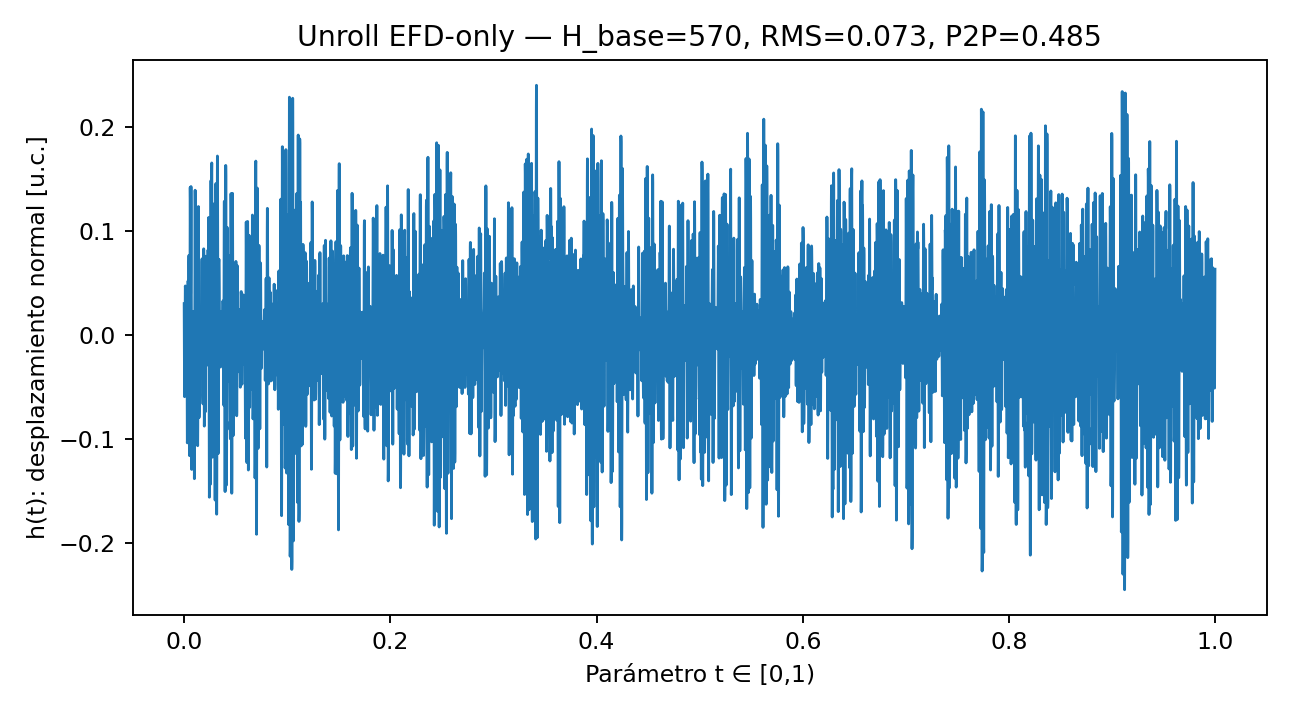 Unroll EFD-only — H_base=570, RMS=0.073, P2P=0.485
h(t): desplazamiento normal [u.c.]
0.2
0.1
0.0
−0.1
−0.2
0.0 0.2 0.4 0.6 0.8 1.0
Parámetro t ∈ [0,1)